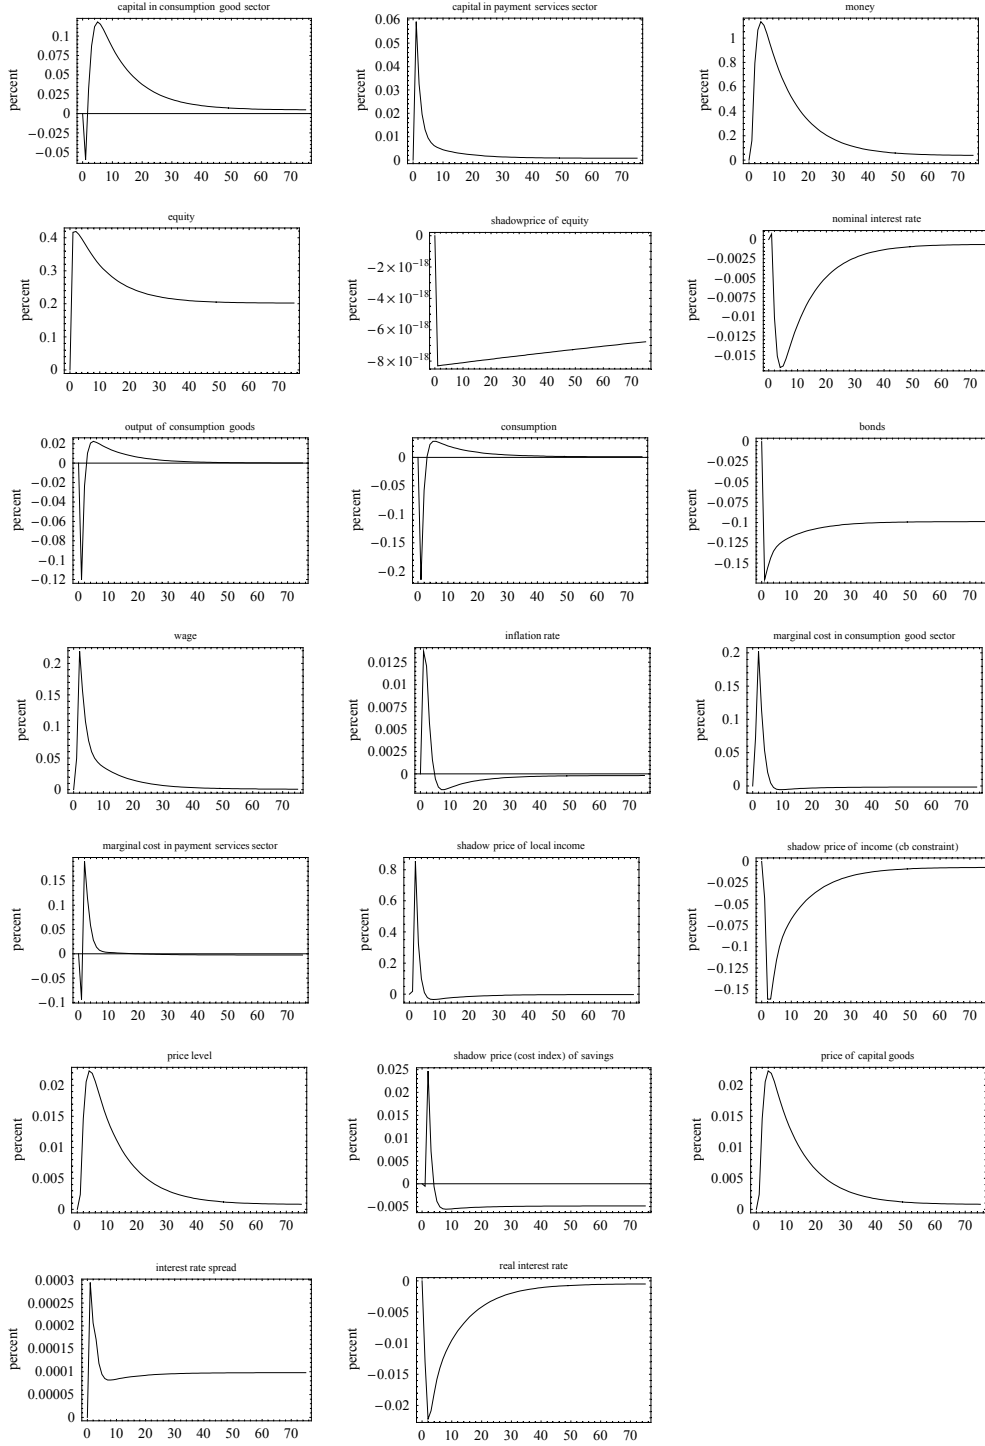 capital in consumption good sector
percent
0.1
0.075
0.05
0.025
0
−0.025
−0.05
0 10 20 30 40 50 60 70
capital in payment services sector
percent
0.06
0.05
0.04
0.03
0.02
0.01
0
0 10 20 30 40 50 60 70
money
percent
1
0.8
0.6
0.4
0.2
0
0 10 20 30 40 50 60 70
equity
percent
0.4
0.3
0.2
0.1
0
0 10 20 30 40 50 60 70
shadowprice of equity
percent
0
−2×10⁻¹⁸
−4×10⁻¹⁸
−6×10⁻¹⁸
−8×10⁻¹⁸
0 10 20 30 40 50 60 70
nominal interest rate
percent
0
−0.0025
−0.005
−0.0075
−0.01
−0.0125
−0.015
0 10 20 30 40 50 60 70
output of consumption goods
percent
0.02
0
−0.02
−0.04
−0.06
−0.08
−0.1
−0.12
0 10 20 30 40 50 60 70
consumption
percent
0
−0.05
−0.1
−0.15
−0.2
0 10 20 30 40 50 60 70
bonds
percent
0
−0.025
−0.05
−0.075
−0.1
−0.125
−0.15
0 10 20 30 40 50 60 70
wage
percent
0.2
0.15
0.1
0.05
0
0 10 20 30 40 50 60 70
inflation rate
percent
0.0125
0.01
0.0075
0.005
0.0025
0
0 10 20 30 40 50 60 70
marginal cost in consumption good sector
percent
0.2
0.15
0.1
0.05
0
0 10 20 30 40 50 60 70
marginal cost in payment services sector
percent
0.15
0.1
0.05
0
−0.05
−0.1
0 10 20 30 40 50 60 70
shadow price of local income
percent
0.8
0.6
0.4
0.2
0
0 10 20 30 40 50 60 70
shadow price of income (cb constraint)
percent
0
−0.025
−0.05
−0.075
−0.1
−0.125
−0.15
0 10 20 30 40 50 60 70
price level
percent
0.02
0.015
0.01
0.005
0
0 10 20 30 40 50 60 70
shadow price (cost index) of savings
percent
0.025
0.02
0.015
0.01
0.005
0
−0.005
0 10 20 30 40 50 60 70
price of capital goods
percent
0.02
0.015
0.01
0.005
0
0 10 20 30 40 50 60 70
interest rate spread
percent
0.0003
0.00025
0.0002
0.00015
0.0001
0.00005
0
0 10 20 30 40 50 60 70
real interest rate
percent
0
−0.005
−0.01
−0.015
−0.02
0 10 20 30 40 50 60 70